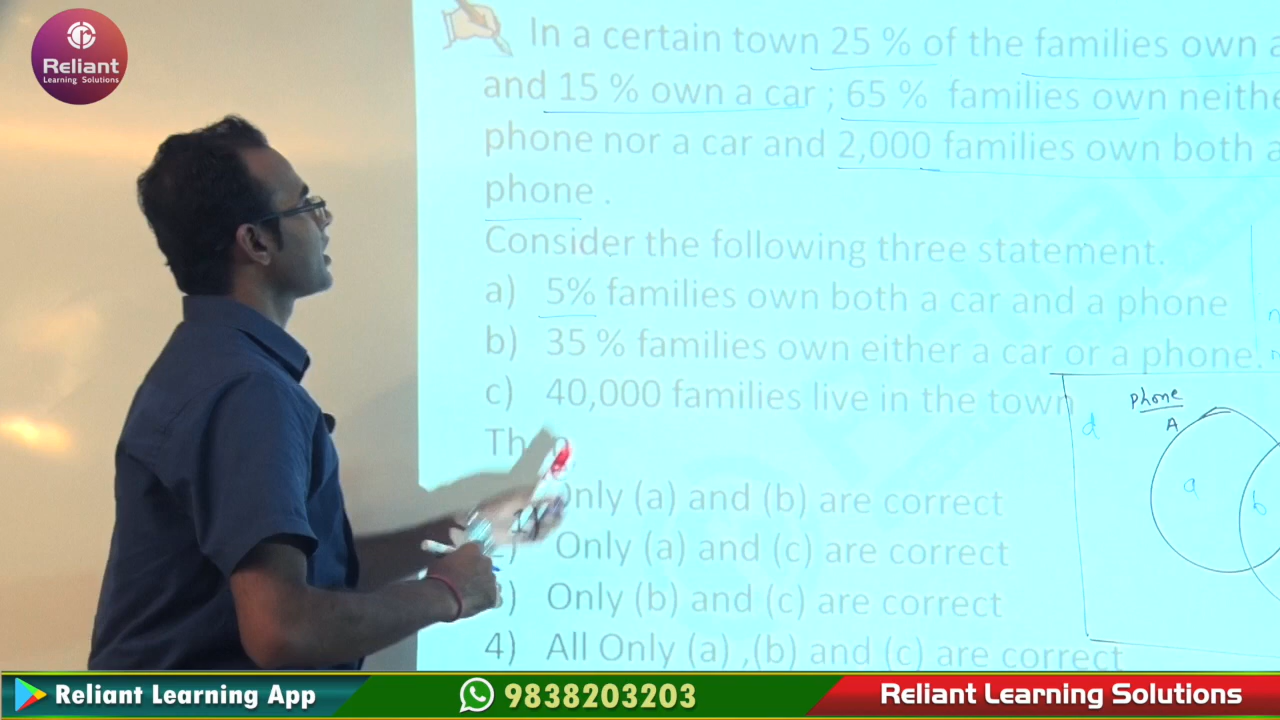 Reliant
Learning Solutions
In a certain town 25 % of the families own a
and 15 % own a car ; 65 % families own neithe
phone nor a car and 2,000 families own both a
phone .
Consider the following three statement.
a) 5% families own both a car and a phone
b) 35 % families own either a car or a phone.
c) 40,000 families live in the town
Only (a) and (b) are correct
2) Only (a) and (c) are correct
3) Only (b) and (c) are correct
4) All Only (a) ,(b) and (c) are correct
phone
A
d
a
b
Reliant Learning App
9838203203
Reliant Learning Solutions